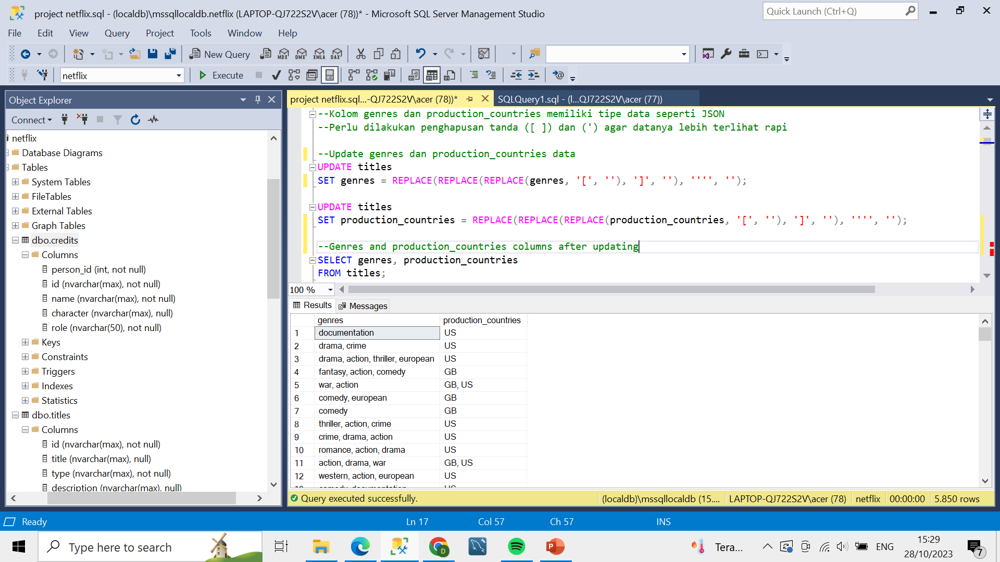 project netflix.sql - (localdb)\mssqllocaldb.netflix (LAPTOP-QJ722S2V\acer (78))* - Microsoft SQL Server Management Studio
Quick Launch (Ctrl+Q)
File Edit View Query Project Tools Window Help
New Query MDX DMX XMLA DAX
netflix Execute
Object Explorer
Connect
netflix
Database Diagrams
Tables
System Tables
FileTables
External Tables
Graph Tables
dbo.credits
Columns
person_id (int, not null)
id (nvarchar(max), not null)
name (nvarchar(max), not null)
character (nvarchar(max), null)
role (nvarchar(50), not null)
Keys
Constraints
Triggers
Indexes
Statistics
dbo.titles
Columns
id (nvarchar(max), not null)
title (nvarchar(max), null)
type (nvarchar(max), not null)
description (nvarchar(max), null)
project netflix.sql...-QJ722S2V\acer (78))*
SQLQuery1.sql - (l...QJ722S2V\acer (77))
--Kolom genres dan production_countries memiliki tipe data seperti JSON
--Perlu dilakukan penghapusan tanda ([ ]) dan (') agar datanya lebih terlihat rapi
--Update genres dan production_countries data
UPDATE titles
SET genres = REPLACE(REPLACE(REPLACE(genres, '[', ''), ']', ''), '''', '');
UPDATE titles
SET production_countries = REPLACE(REPLACE(REPLACE(production_countries, '[', ''), ']', ''), '''', '');
--Genres and production_countries columns after updating
SELECT genres, production_countries
FROM titles;
100 %
Results Messages
genres production_countries
1 documentation US
2 drama, crime US
3 drama, action, thriller, european US
4 fantasy, action, comedy GB
5 war, action GB, US
6 comedy, european GB
7 comedy GB
8 thriller, action, crime US
9 crime, drama, action US
10 romance, action, drama US
11 action, drama, war GB, US
12 western, action, european US
Query executed successfully.
(localdb)\mssqllocaldb (15.... LAPTOP-QJ722S2V\acer (78) netflix 00:00:00 5.850 rows
Ready Ln 17 Col 57 Ch 57 INS
Type here to search
Tera...
ENG
15:29
28/10/2023
7